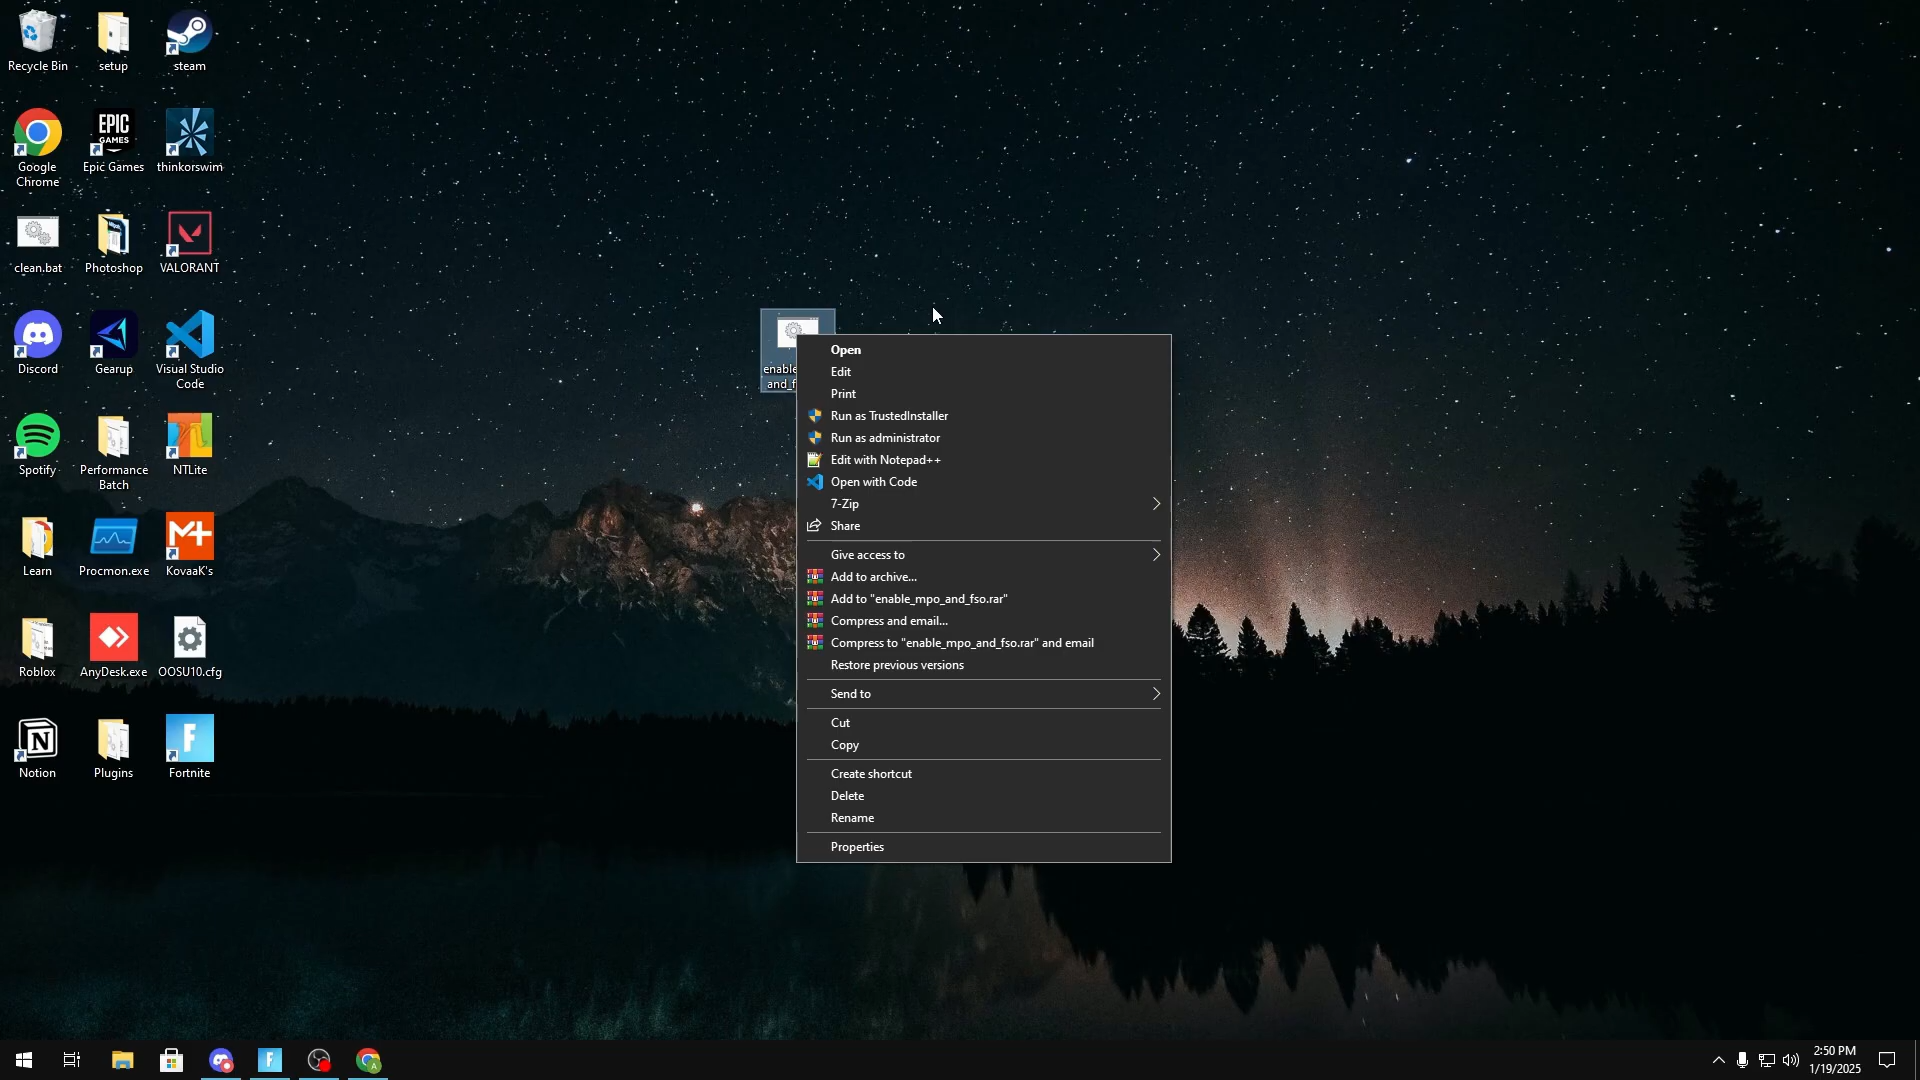 Recycle Bin
setup
steam
Google
Chrome
EPIC
GAMES
Epic Games
thinkorswim
clean.bat
Photoshop
VALORANT
Discord
Gearup
Visual Studio
Code
Spotify
Performance
Batch
NTLite
Learn
Procmon.exe
M+
KovaaK's
Roblox
AnyDesk.exe
OOSU10.cfg
N
Notion
Plugins
F
Fortnite
enable
and_f
Open
Edit
Print
Run as TrustedInstaller
Run as administrator
Edit with Notepad++
Open with Code
7-Zip
Share
Give access to
Add to archive...
Add to "enable_mpo_and_fso.rar"
Compress and email...
Compress to "enable_mpo_and_fso.rar" and email
Restore previous versions
Send to
Cut
Copy
Create shortcut
Delete
Rename
Properties
F
A
2:50 PM
1/19/2025